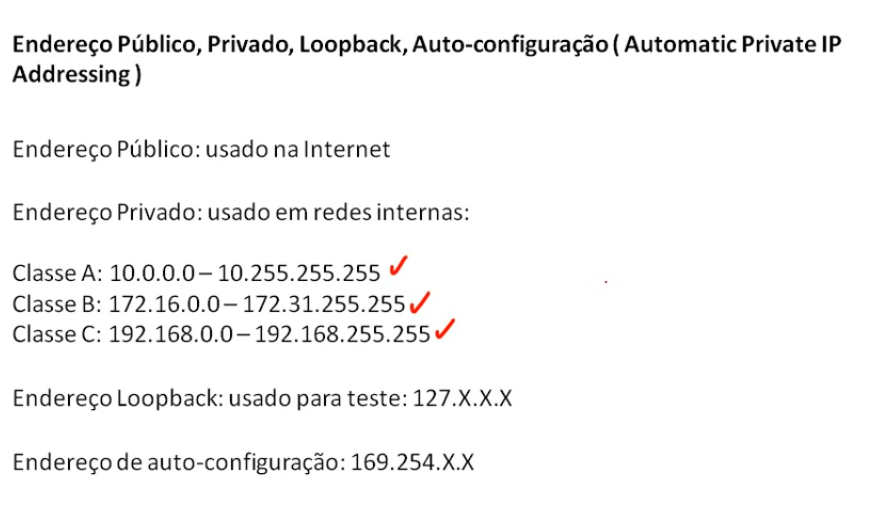 Endereço Público, Privado, Loopback, Auto-configuração ( Automatic Private IP
Addressing )
Endereço Público: usado na Internet
Endereço Privado: usado em redes internas:
Classe A: 10.0.0.0 – 10.255.255.255
Classe B: 172.16.0.0 – 172.31.255.255
Classe C: 192.168.0.0 – 192.168.255.255
Endereço Loopback: usado para teste: 127.X.X.X
Endereço de auto-configuração: 169.254.X.X